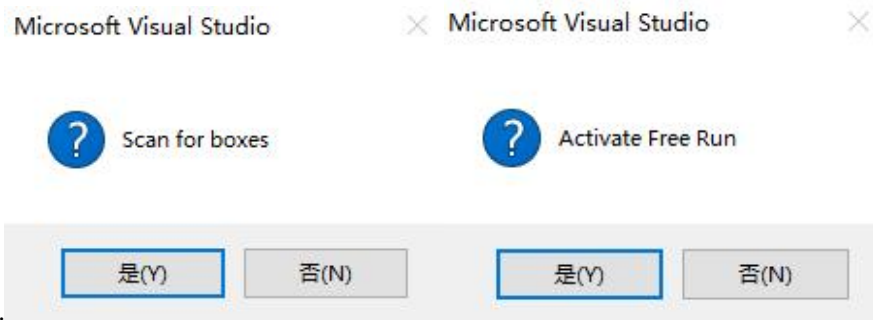 Microsoft Visual Studio
Scan for boxes
是(Y) 否(N)
Microsoft Visual Studio
Activate Free Run
是(Y) 否(N)
.